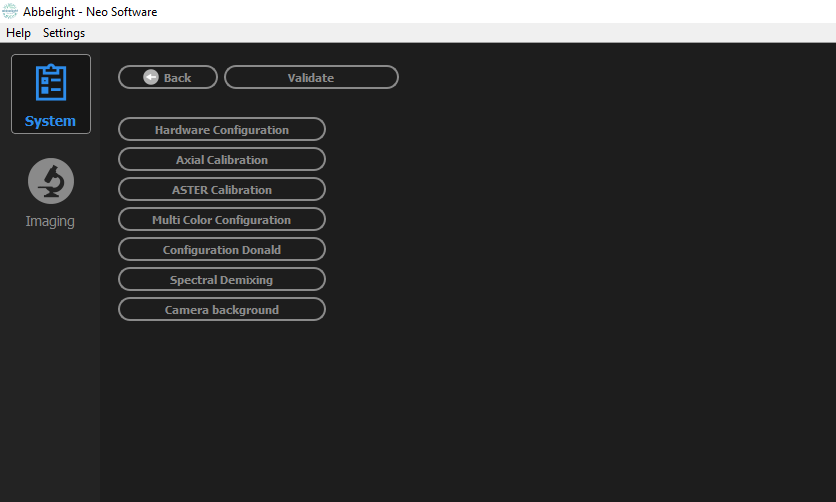 abbelight Abbelight - Neo Software
Help Settings
System
Imaging
Back Validate
Hardware Configuration
Axial Calibration
ASTER Calibration
Multi Color Configuration
Configuration Donald
Spectral Demixing
Camera background